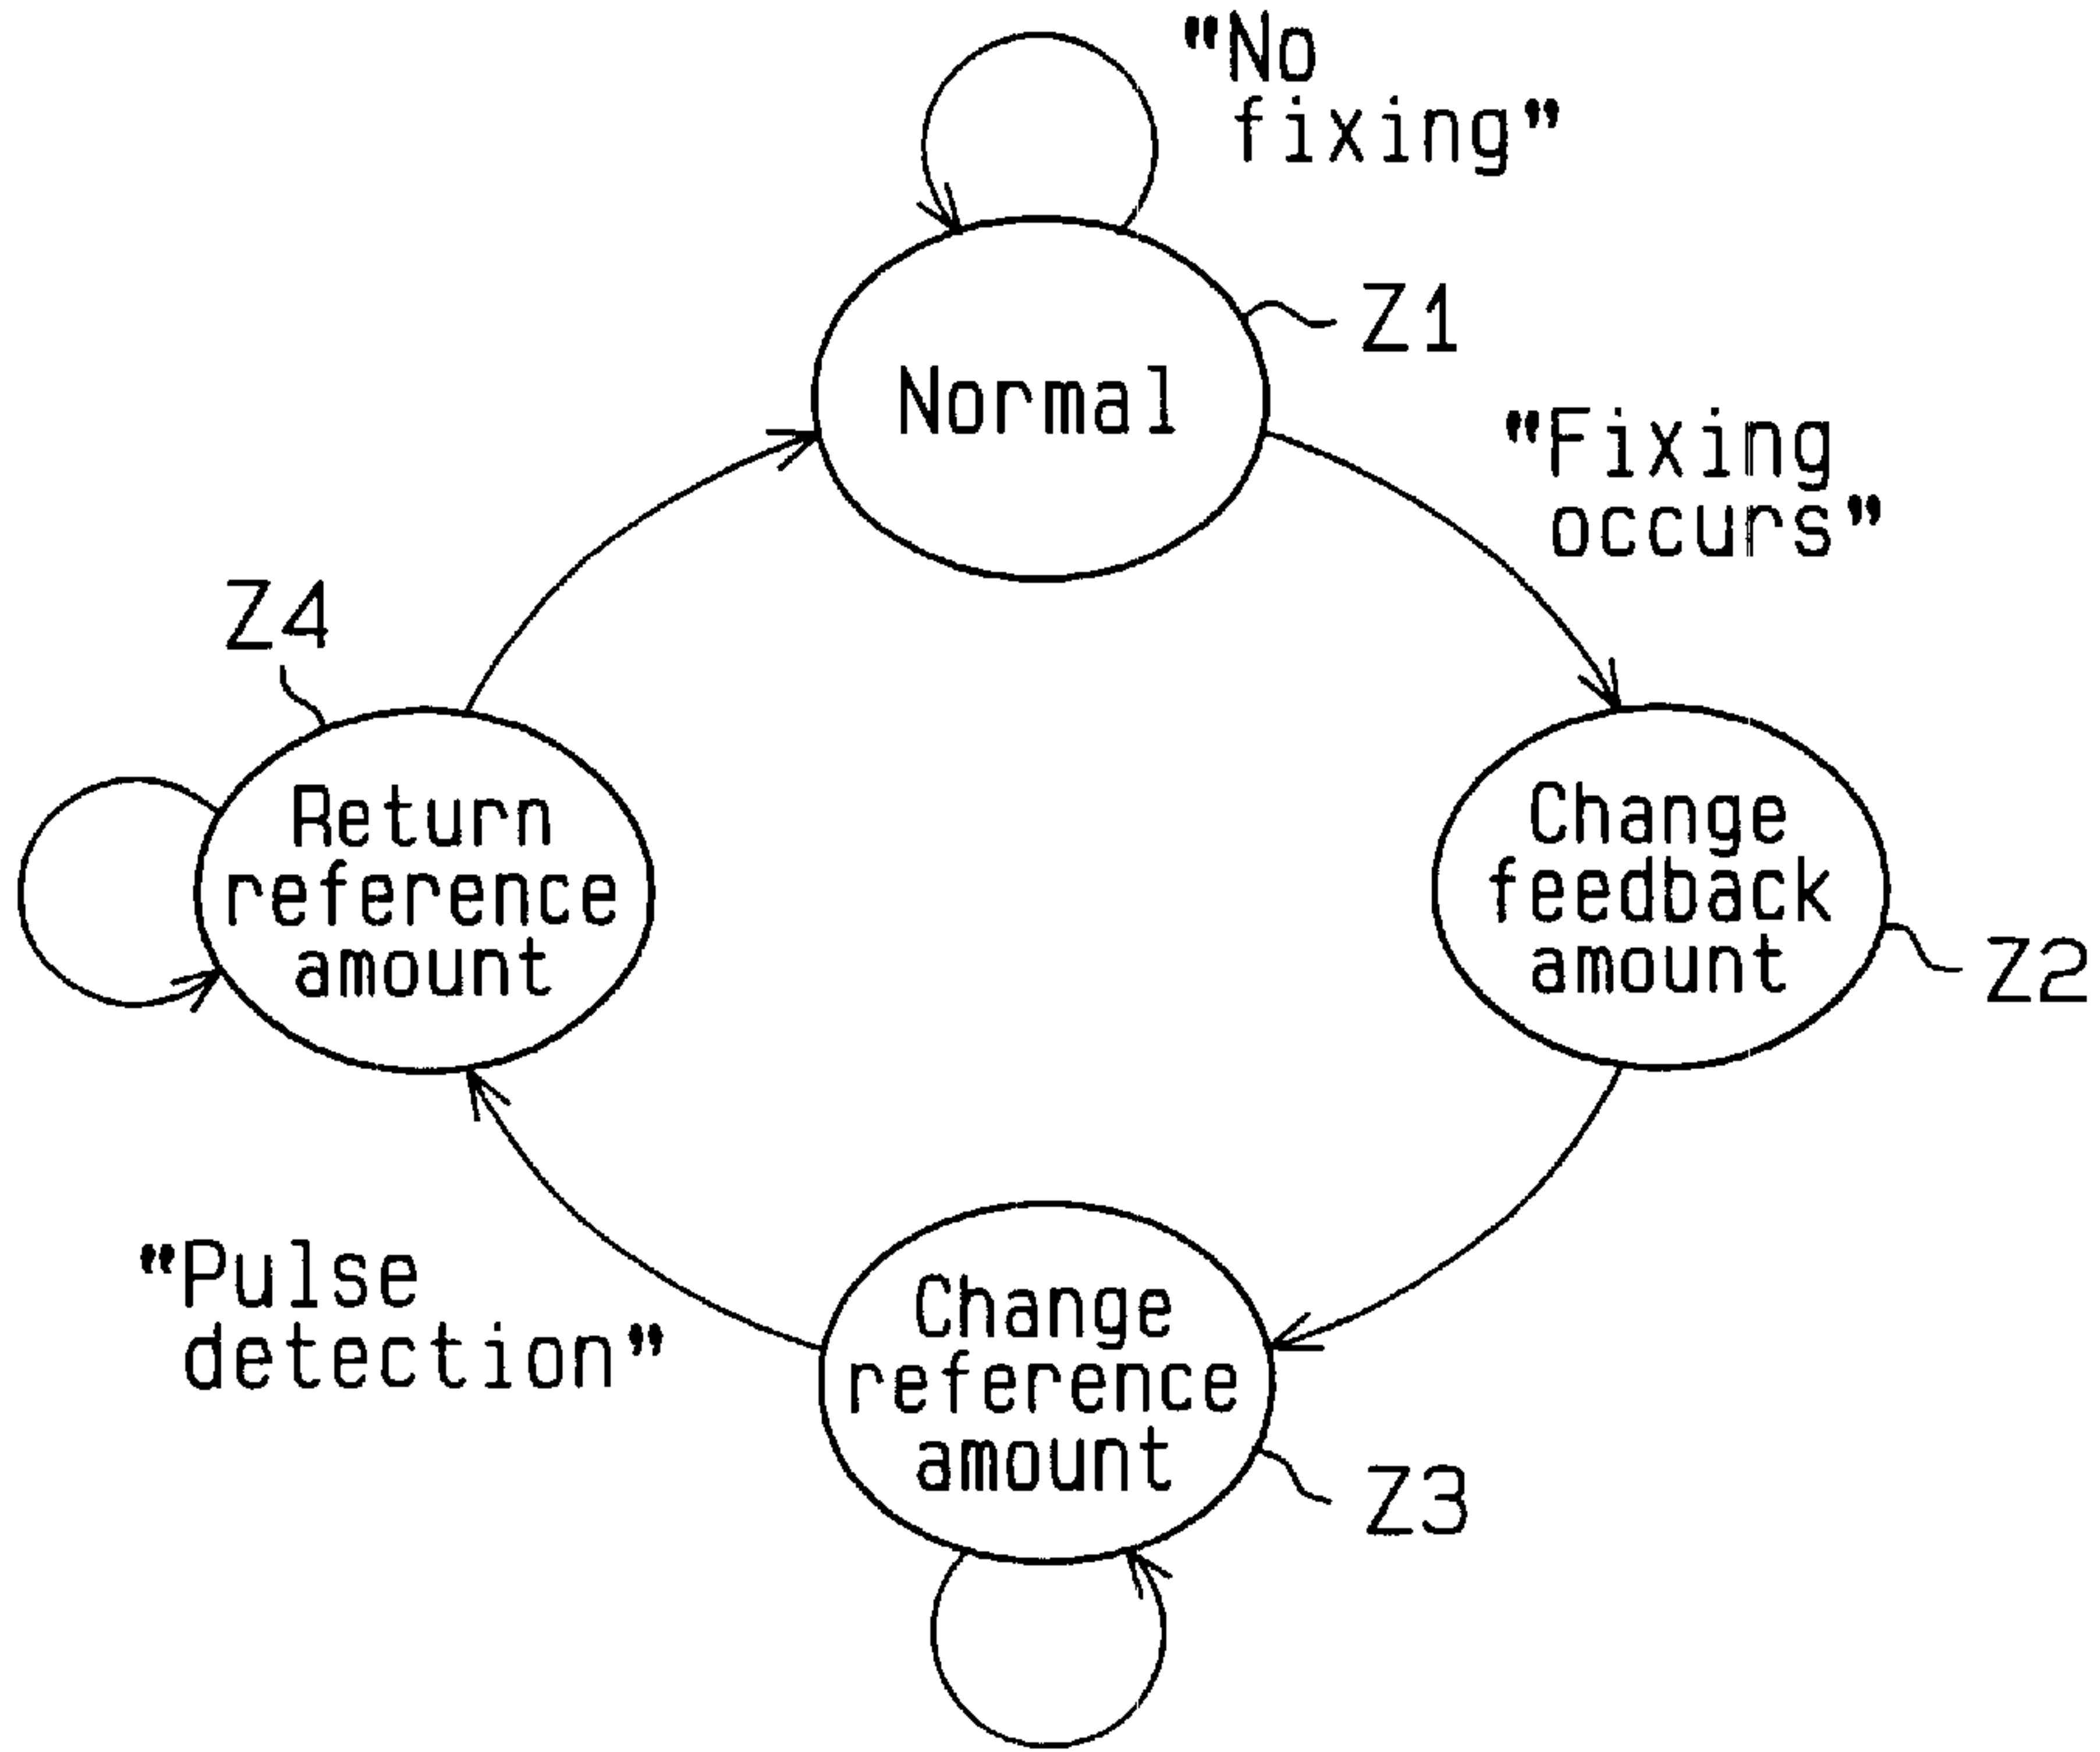 "No
fixing"
Z1
Normal
"Fixing
occurs"
Z4
Return
reference
amount
Change
feedback
amount
Z2
"Pulse
detection"
Change
reference
amount
Z3